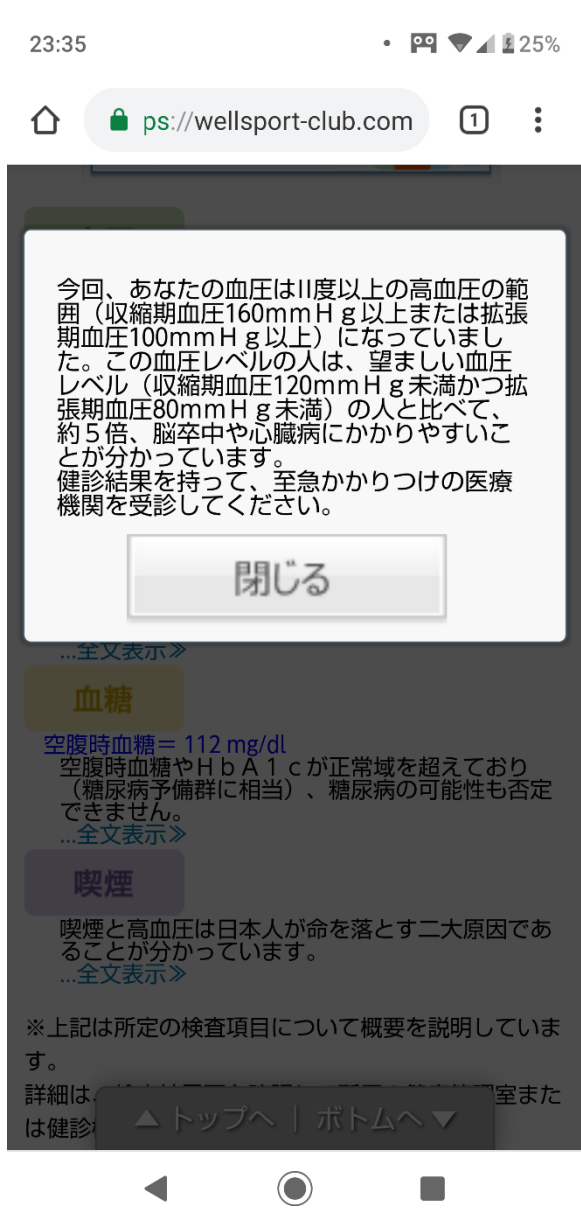 23:35
25%
ps://wellsport-club.com
1
今回、あなたの血圧はII度以上の高血圧の範
囲（収縮期血圧160mmＨｇ以上または拡張
期血圧100mmＨｇ以上）になっていまし
た。この血圧レベルの人は、望ましい血圧
レベル（収縮期血圧120mmＨｇ未満かつ拡
張期血圧80mmＨｇ未満）の人と比べて、
約５倍、脳卒中や心臓病にかかりやすいこ
とが分かっています。
健診結果を持って、至急かかりつけの医療
機関を受診してください。
閉じる
...全文表示≫
血糖
空腹時血糖＝ 112 mg/dl
空腹時血糖やＨｂＡ１ｃが正常域を超えており
（糖尿病予備群に相当）、糖尿病の可能性も否定
できません。
...全文表示≫
喫煙
喫煙と高血圧は日本人が命を落とす二大原因であ
ることが分かっています。
...全文表示≫
※上記は所定の検査項目について概要を説明していま
す。
詳細は、 室また
は健診
▲ トップへ ｜ ボトムへ ▼